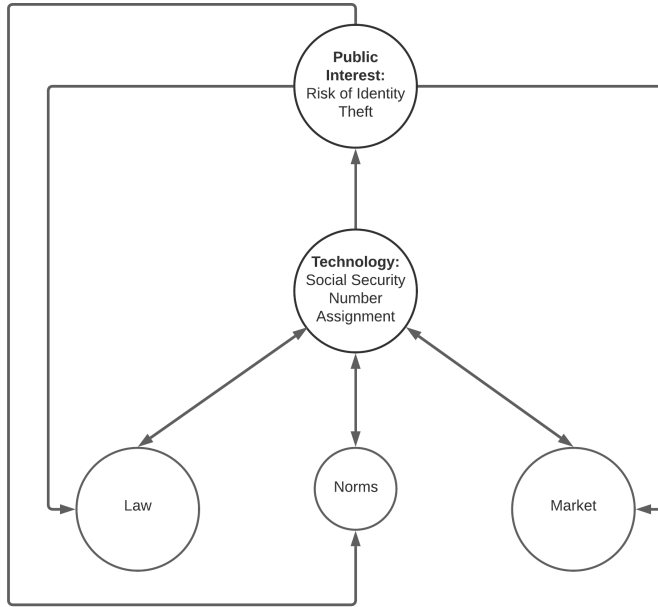 Public
Interest:
Risk of Identity
Theft
Technology:
Social Security
Number
Assignment
Law
Norms
Market